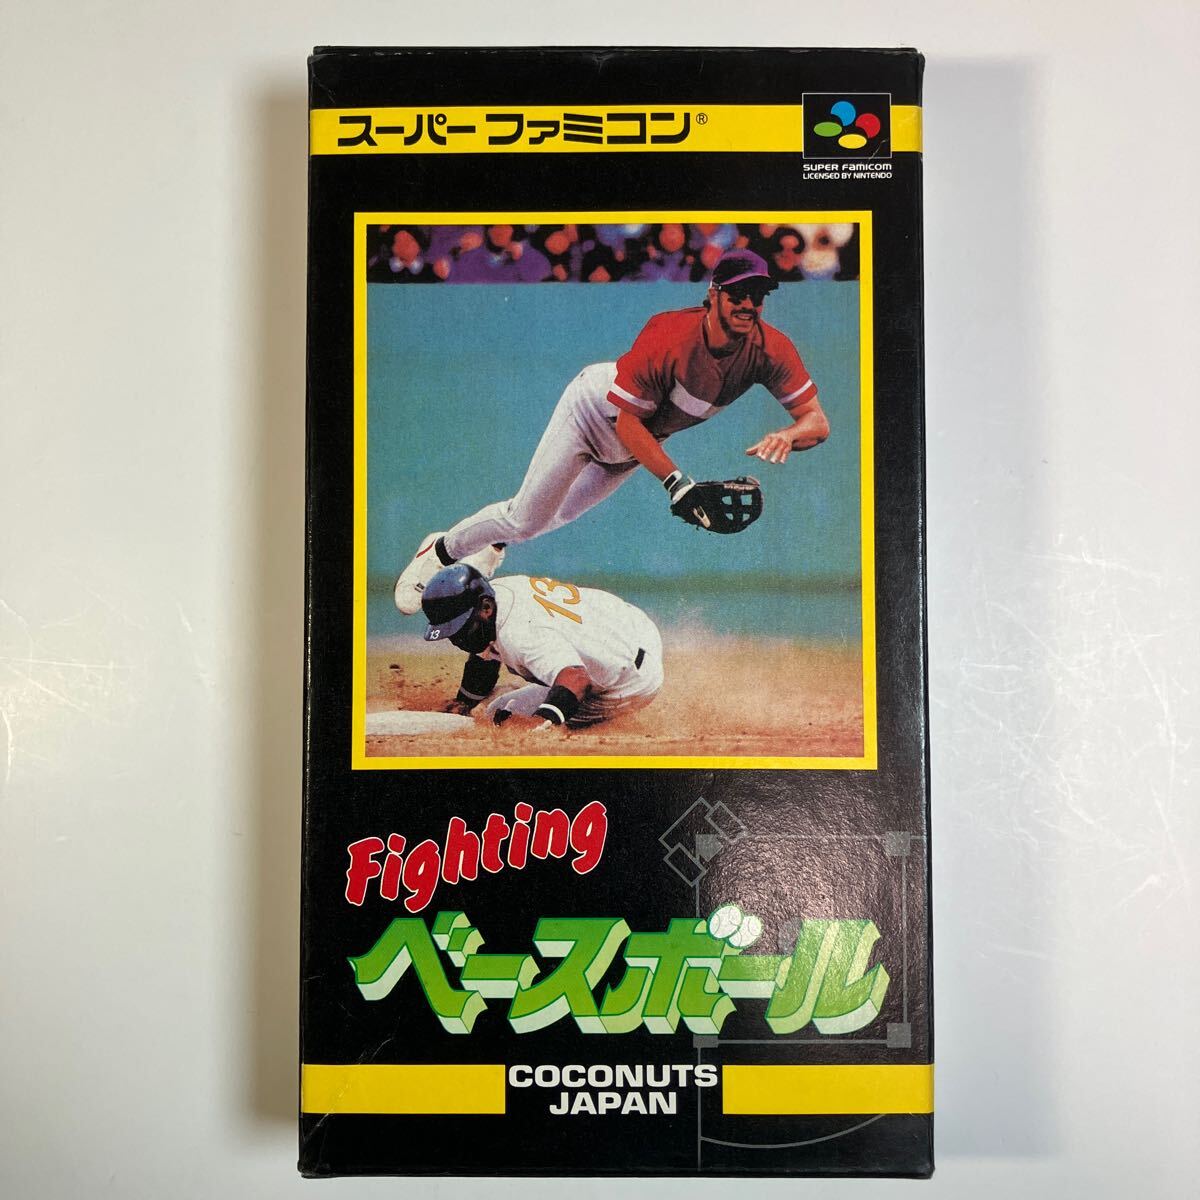 スーパーファミコン®
SUPER FAMICOM
LICENSED BY NINTENDO
13
13
Fighting
ベースボール
COCONUTS
JAPAN